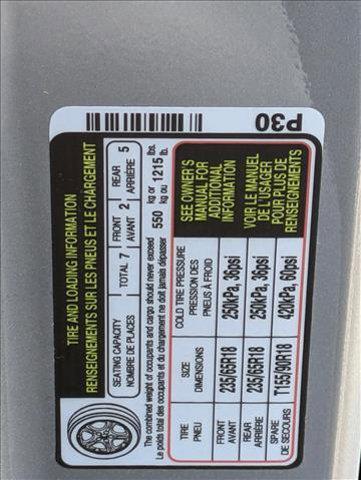 TIRE AND LOADING INFORMATION
RENSEIGNEMENTS SUR LES PNEUS ET LE CHARGEMENT
SEATING CAPACITY TOTAL 7 FRONT 2 REAR 5
NOMBRE DE PLACES AVANT ARRIÈRE
The combined weight of occupants and cargo should never exceed 550 kg or 1215 lbs.
Le poids total des occupants et du chargement ne doit jamais dépasser kg ou lb.
TIRE SIZE COLD TIRE PRESSURE
PNEU DIMENSIONS PRESSION DES PNEUS À FROID
FRONT 235/65R18 250kPa, 36psi
AVANT
REAR 235/65R18 250kPa, 36psi
ARRIÈRE
SPARE T155/90R18 420kPa, 60psi
DE SECOURS
SEE OWNER'S
MANUAL FOR
ADDITIONAL
INFORMATION
VOIR LE MANUEL
DE L'USAGER
POUR PLUS DE
RENSEIGNEMENTS
P30